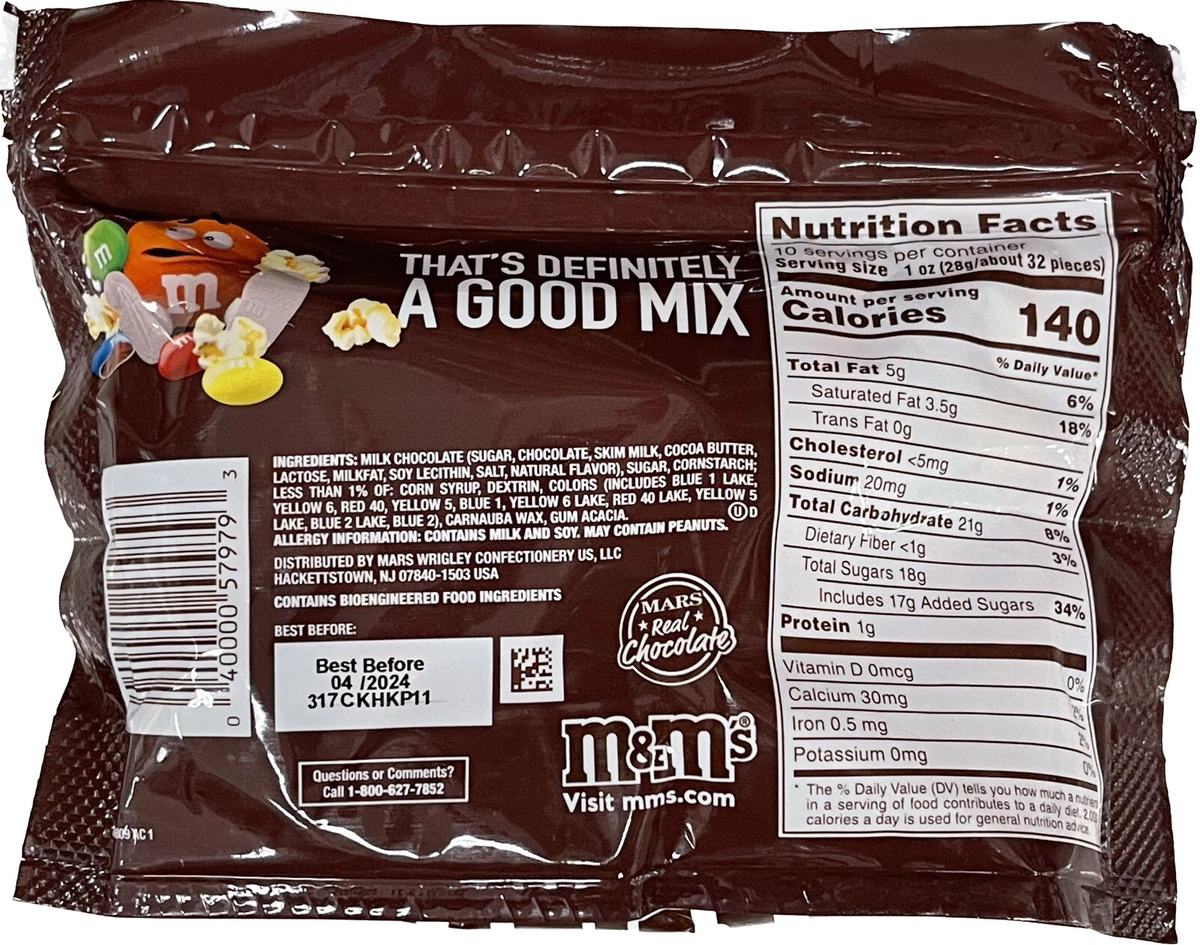 THAT'S DEFINITELY
A GOOD MIX
m
m
INGREDIENTS: MILK CHOCOLATE (SUGAR, CHOCOLATE, SKIM MILK, COCOA BUTTER,
LACTOSE, MILKFAT, SOY LECITHIN, SALT, NATURAL FLAVOR), SUGAR, CORNSTARCH;
LESS THAN 1% OF: CORN SYRUP, DEXTRIN, COLORS (INCLUDES BLUE 1 LAKE,
YELLOW 6, RED 40, YELLOW 5, BLUE 1, YELLOW 6 LAKE, RED 40 LAKE, YELLOW 5
LAKE, BLUE 2 LAKE, BLUE 2), CARNAUBA WAX, GUM ACACIA.
U D
ALLERGY INFORMATION: CONTAINS MILK AND SOY. MAY CONTAIN PEANUTS.
DISTRIBUTED BY MARS WRIGLEY CONFECTIONERY US, LLC
HACKETTSTOWN, NJ 07840-1503 USA
CONTAINS BIOENGINEERED FOOD INGREDIENTS
BEST BEFORE:
Best Before
04 /2024
317CKHKP11
0 40000 57979 3
MARS
Real
Chocolate
m&m's®
Visit mms.com
Questions or Comments?
Call 1-800-627-7852
AC1
Nutrition Facts
10 servings per container
Serving size 1 oz (28g/about 32 pieces)
Amount per serving
Calories 140
% Daily Value*
Total Fat 5g 6%
Saturated Fat 3.5g 18%
Trans Fat 0g
Cholesterol <5mg 1%
Sodium 20mg 1%
Total Carbohydrate 21g 8%
Dietary Fiber <1g 3%
Total Sugars 18g
Includes 17g Added Sugars 34%
Protein 1g
Vitamin D 0mcg 0%
Calcium 30mg 2%
Iron 0.5 mg 2%
Potassium 0mg 0%
* The % Daily Value (DV) tells you how much a nutrient
in a serving of food contributes to a daily diet. 2,000
calories a day is used for general nutrition advice.